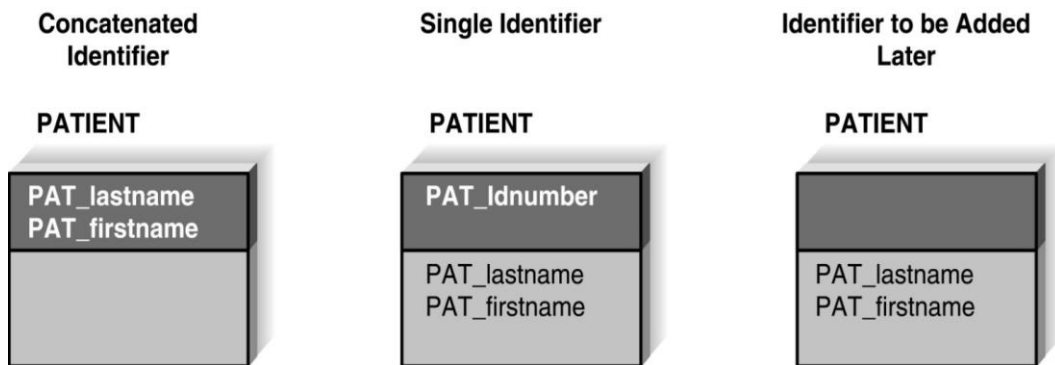 Concatenated
Identifier
PATIENT
PAT_lastname
PAT_firstname
Single Identifier
PATIENT
PAT_Idnumber
PAT_lastname
PAT_firstname
Identifier to be Added
Later
PATIENT
PAT_lastname
PAT_firstname